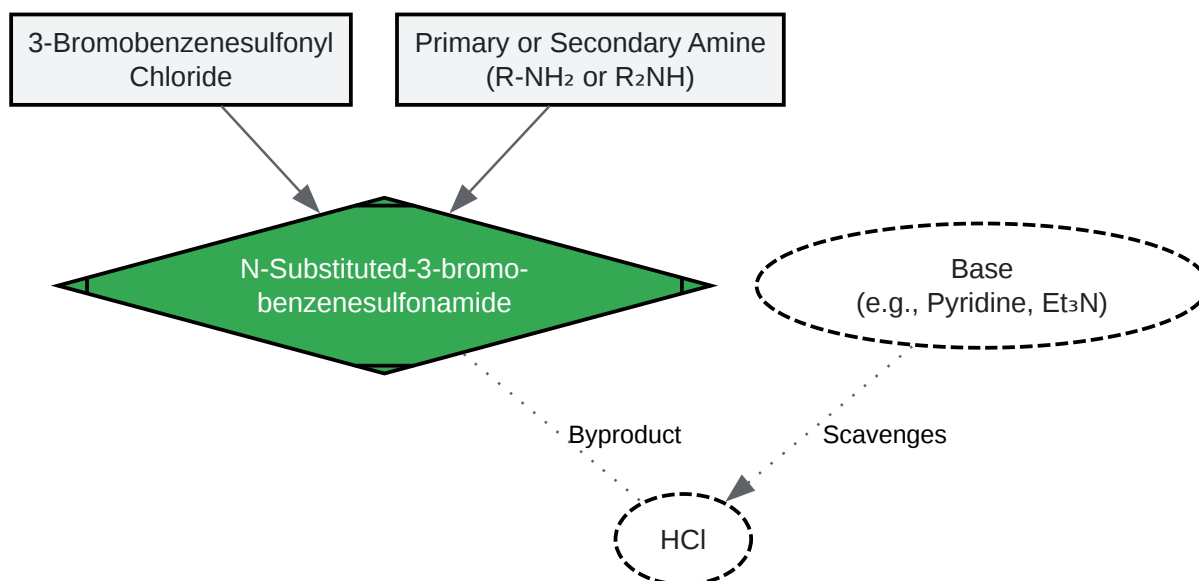 3-Bromobenzenesulfonyl
Chloride
Primary or Secondary Amine
(R-NH₂ or R₂NH)
N-Substituted-3-bromo-
benzenesulfonamide
Base
(e.g., Pyridine, Et₃N)
Byproduct
Scavenges
HCl